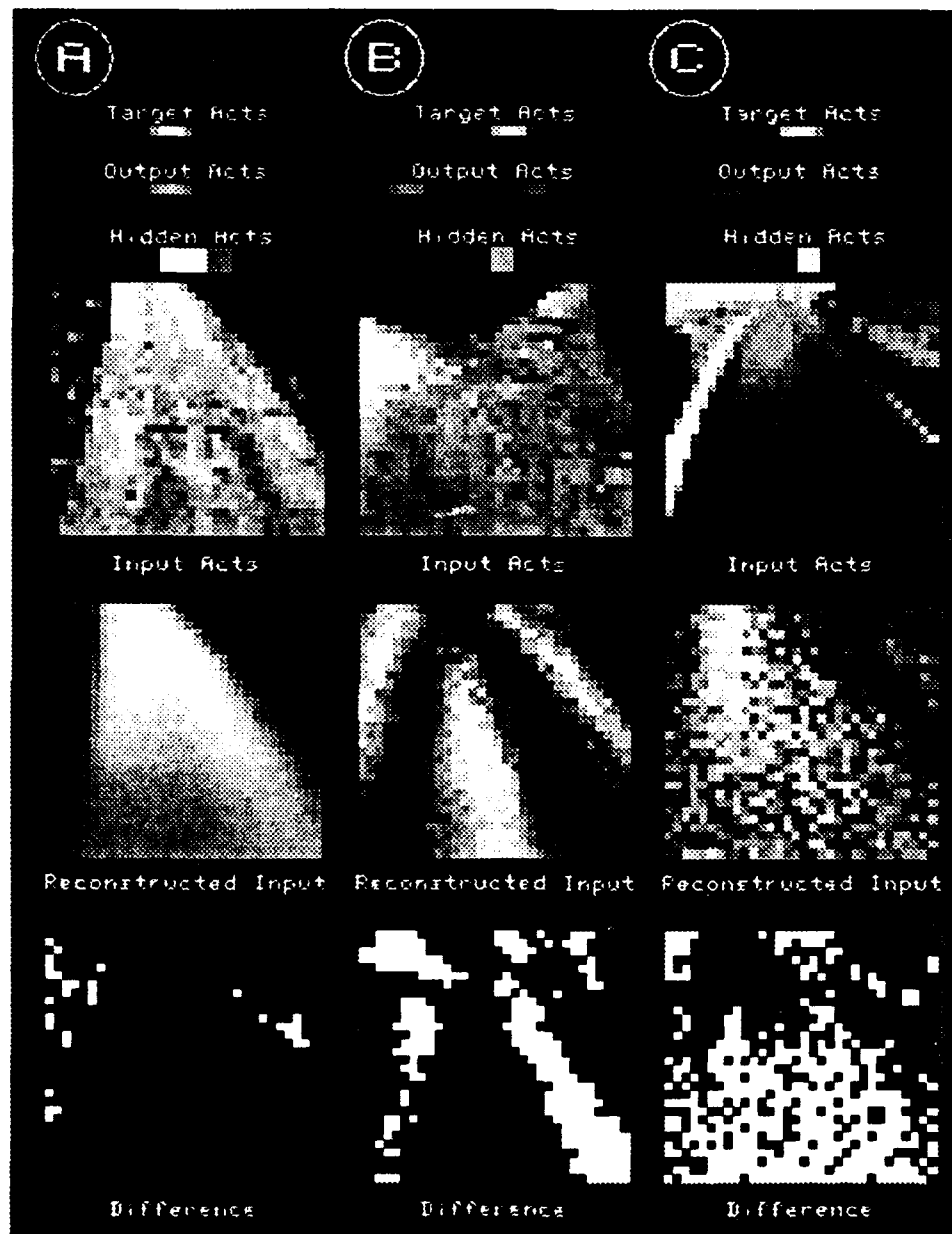 A
B
C
Target Acts
Target Acts
Target Acts
Output Acts
Output Acts
Output Acts
Hidden Acts
Hidden Acts
Hidden Acts
Input Acts
Input Acts
Input Acts
Reconstructed Input
Reconstructed Input
Reconstructed Input
Difference
Difference
Difference